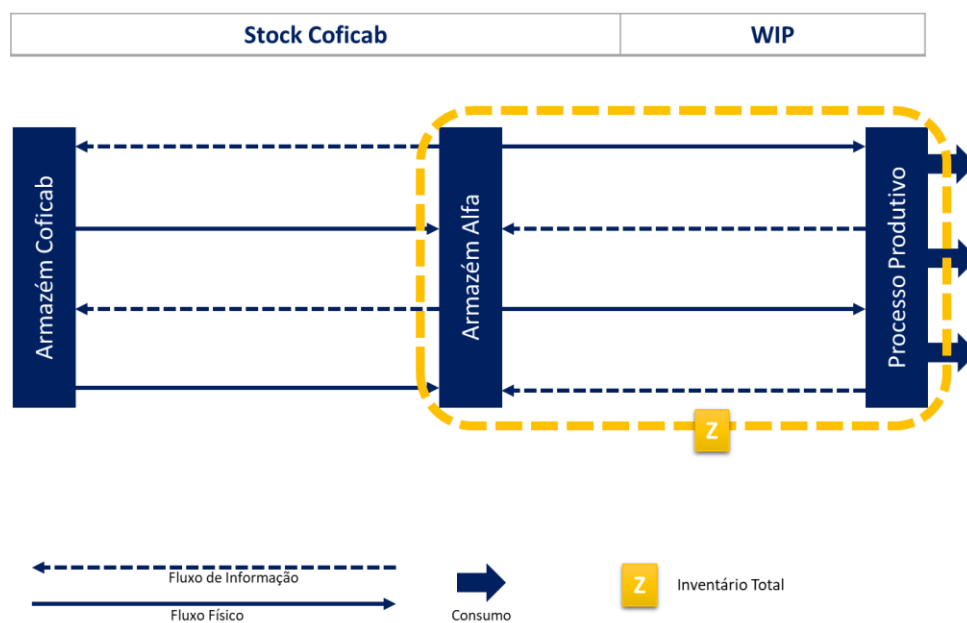 Stock Coficab
WIP
Armazém Coficab
Armazém Alfa
Processo Produtivo
Z
Fluxo de Informação
Fluxo Físico
Consumo
Z
Inventário Total